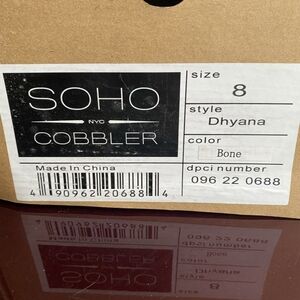 SOHO
NYC
COBBLER
Made In China
4 90962 20688 4
size
8
style
Dhyana
color
Bone
dpci number
096 22 0688